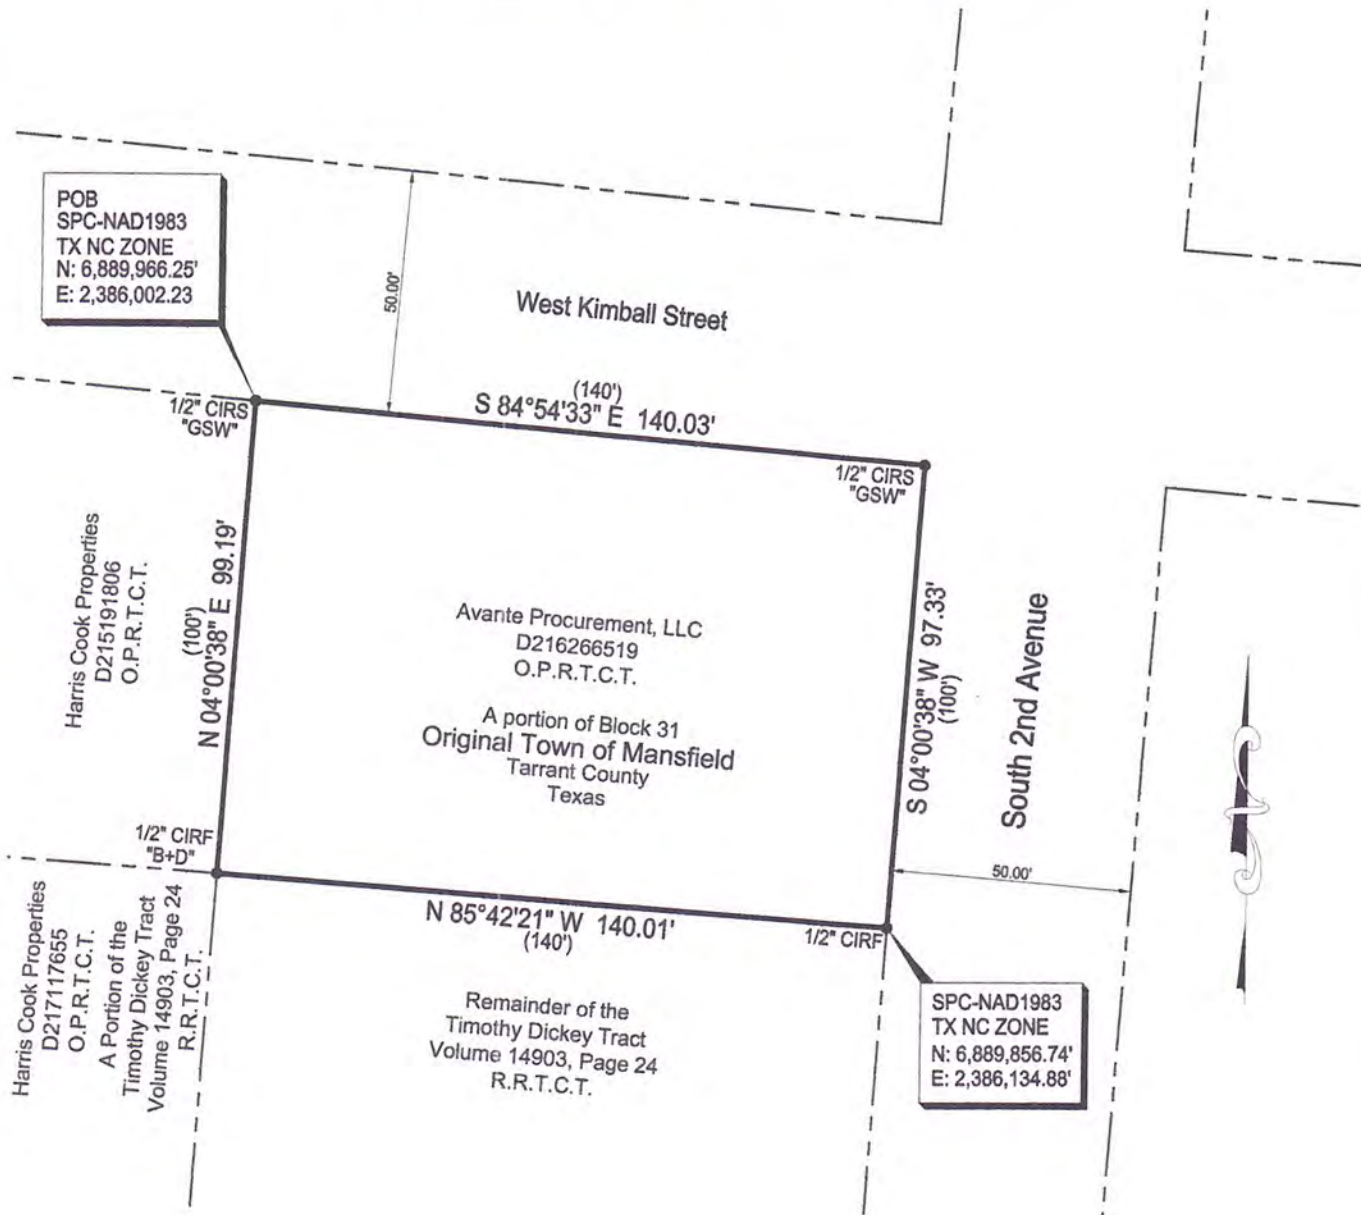 POB
SPC-NAD1983
TX NC ZONE
N: 6,889,966.25'
E: 2,386,002.23
50.00'
West Kimball Street
(140')
S 84°54'33" E 140.03'
1/2" CIRS
"GSW"
1/2" CIRS
"GSW"
Harris Cook Properties
D215191806
O.P.R.T.C.T.
(100')
N 04°00'38" E 99.19'
Avante Procurement, LLC
D216266519
O.P.R.T.C.T.
A portion of Block 31
Original Town of Mansfield
Tarrant County
Texas
S 04°00'38" W 97.33'
(100')
South 2nd Avenue
1/2" CIRF
"B+D"
50.00'
N 85°42'21" W 140.01'
(140')
1/2" CIRF
Harris Cook Properties
D217117655
O.P.R.T.C.T.
A Portion of the
Timothy Dickey Tract
Volume 14903, Page 24
R.R.T.C.T.
Remainder of the
Timothy Dickey Tract
Volume 14903, Page 24
R.R.T.C.T.
SPC-NAD1983
TX NC ZONE
N: 6,889,856.74'
E: 2,386,134.88'